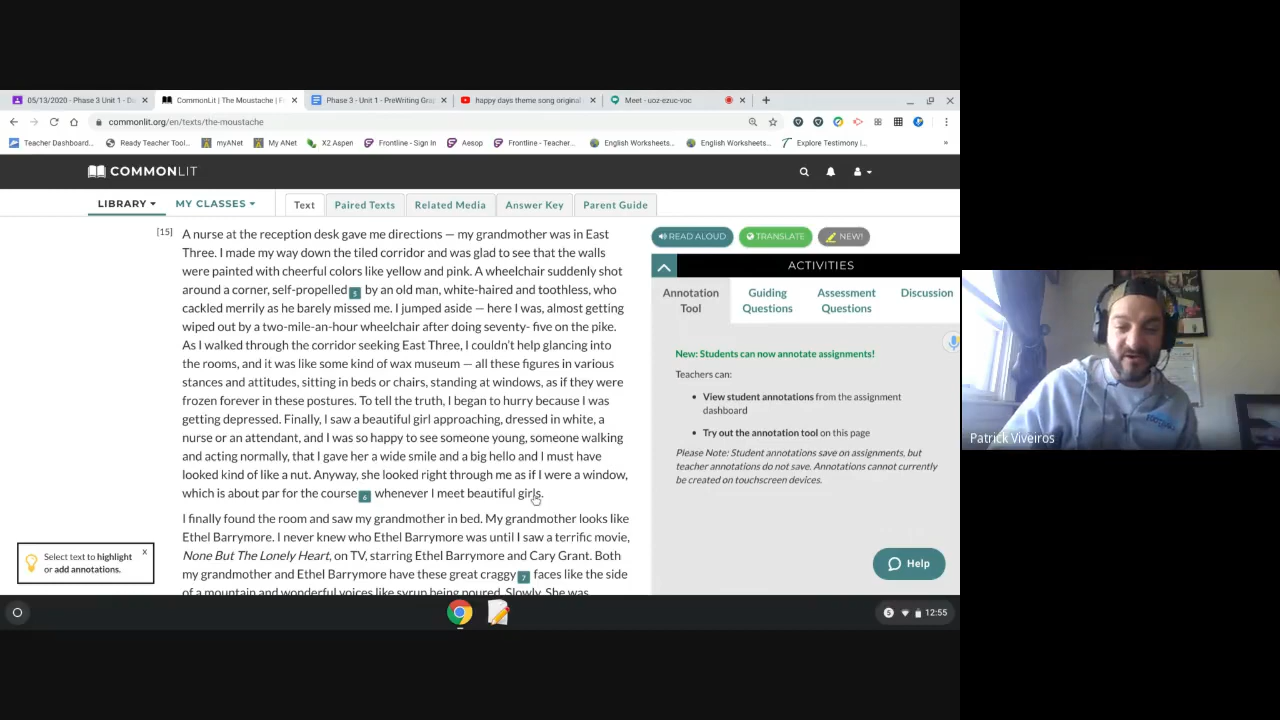 05/13/2020 - Phase 3 Unit 1 - Da
CommonLit | The Moustache | F
Phase 3 - Unit 1 - PreWriting Gra
happy days theme song original
Meet - uoz-ezuc-voc
commonlit.org/en/texts/the-moustache
Teacher Dashboard...
Ready Teacher Tool...
myANet
My ANet
X2 Aspen
Frontline - Sign In
Aesop
Frontline - Teacher...
English Worksheets...
English Worksheets...
Explore Testimony |...
COMMONLIT
LIBRARY
MY CLASSES
Text
Paired Texts
Related Media
Answer Key
Parent Guide
[15] A nurse at the reception desk gave me directions — my grandmother was in East
Three. I made my way down the tiled corridor and was glad to see that the walls
were painted with cheerful colors like yellow and pink. A wheelchair suddenly shot
around a corner, self-propelled 5 by an old man, white-haired and toothless, who
cackled merrily as he barely missed me. I jumped aside — here I was, almost getting
wiped out by a two-mile-an-hour wheelchair after doing seventy- five on the pike.
As I walked through the corridor seeking East Three, I couldn't help glancing into
the rooms, and it was like some kind of wax museum — all these figures in various
stances and attitudes, sitting in beds or chairs, standing at windows, as if they were
frozen forever in these postures. To tell the truth, I began to hurry because I was
getting depressed. Finally, I saw a beautiful girl approaching, dressed in white, a
nurse or an attendant, and I was so happy to see someone young, someone walking
and acting normally, that I gave her a wide smile and a big hello and I must have
looked kind of like a nut. Anyway, she looked right through me as if I were a window,
which is about par for the course 6 whenever I meet beautiful girls.
I finally found the room and saw my grandmother in bed. My grandmother looks like
Ethel Barrymore. I never knew who Ethel Barrymore was until I saw a terrific movie,
None But The Lonely Heart, on TV, starring Ethel Barrymore and Cary Grant. Both
my grandmother and Ethel Barrymore have these great craggy 7 faces like the side
of a mountain and wonderful voices like syrup being poured. Slowly. She was
Select text to highlight
or add annotations.
x
READ ALOUD
TRANSLATE
NEW!
ACTIVITIES
Annotation
Tool
Guiding
Questions
Assessment
Questions
Discussion
New: Students can now annotate assignments!
Teachers can:
View student annotations from the assignment
dashboard
Try out the annotation tool on this page
Please Note: Student annotations save on assignments, but
teacher annotations do not save. Annotations cannot currently
be created on touchscreen devices.
Help
12:55
Patrick Viveiros